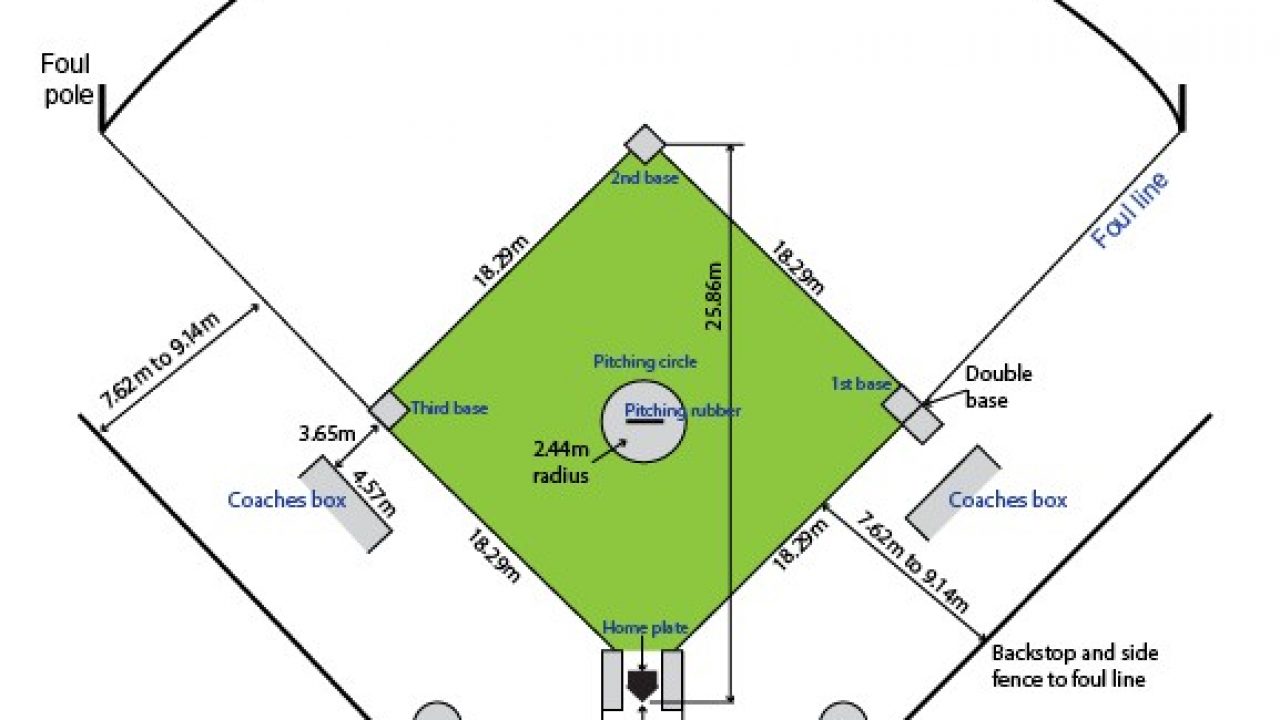 Foul
pole
2nd base
Foul line
18.29m
18.29m
25.86m
7.62m to 9.14m
Pitching circle
Double
base
1st base
Third base
Pitching rubber
3.65m
2.44m
radius
4.57m
Coaches box
Coaches box
18.29m
18.29m
7.62m to 9.14m
Home plate
Backstop and side
fence to foul line